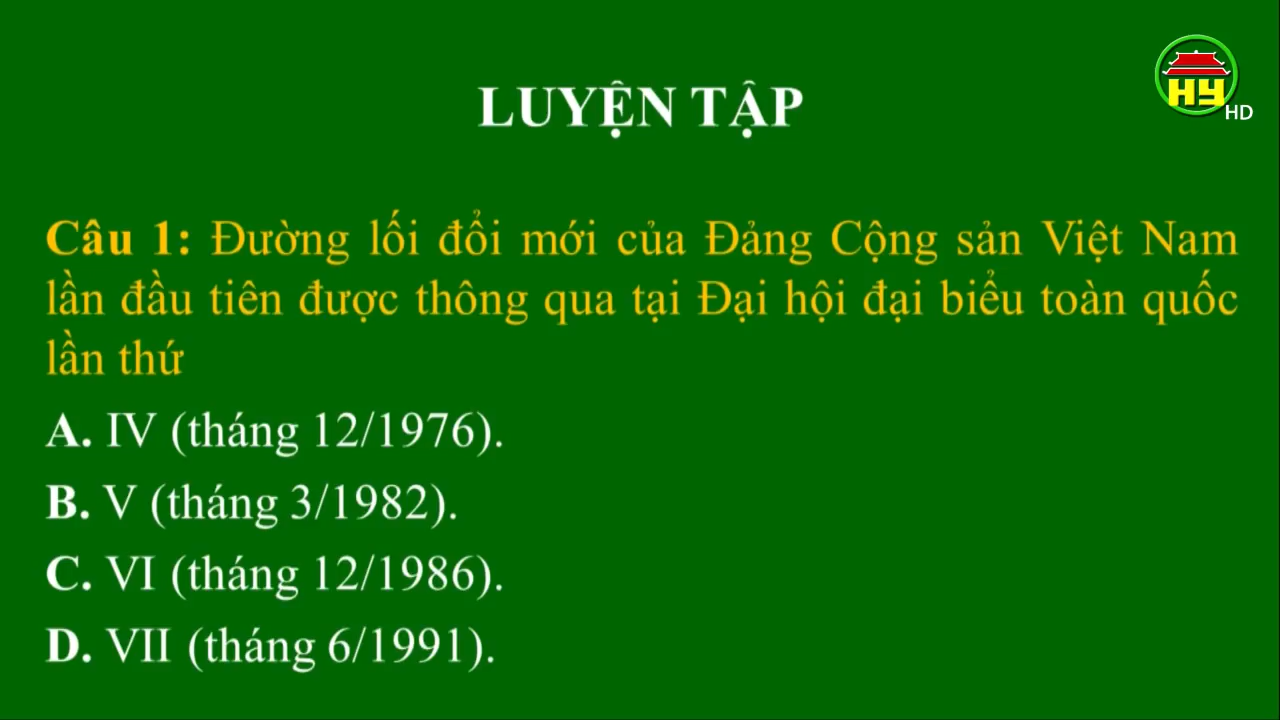 HY
HD
LUYỆN TẬP
Câu 1: Đường lối đổi mới của Đảng Cộng sản Việt Nam
lần đầu tiên được thông qua tại Đại hội đại biểu toàn quốc
lần thứ
A. IV (tháng 12/1976).
B. V (tháng 3/1982).
C. VI (tháng 12/1986).
D. VII (tháng 6/1991).